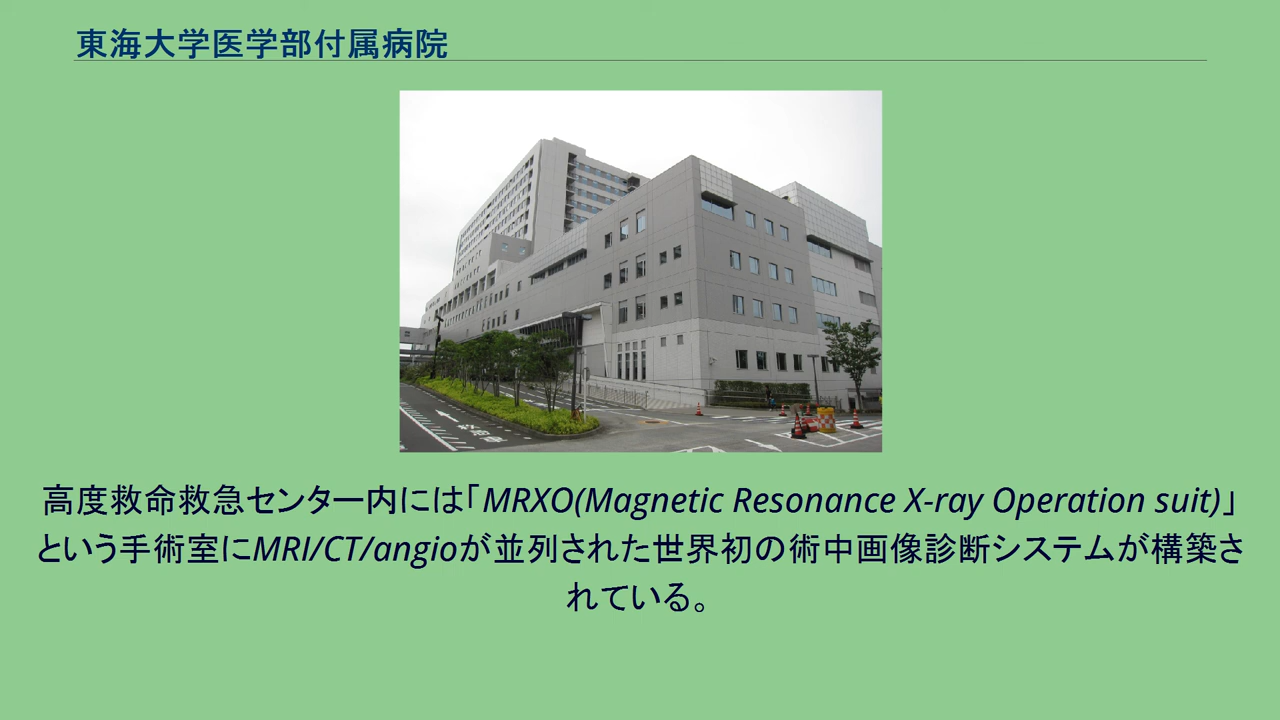 東海大学医学部付属病院
高度救命救急センター内には「MRXO(Magnetic Resonance X-ray Operation suit)」
という手術室にMRI/CT/angioが並列された世界初の術中画像診断システムが構築さ
れている。